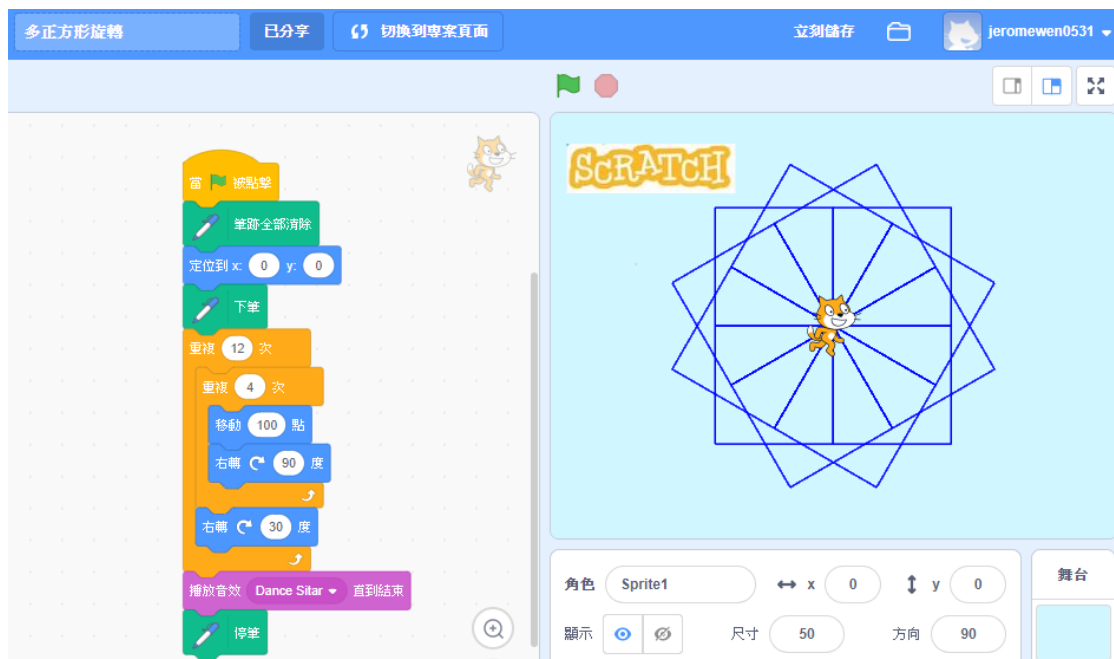 多正方形旋轉
已分享
切換到專案頁面
立刻儲存
jeromewen0531
當 被點擊
筆跡全部清除
定位到 x: 0 y: 0
下筆
重複 12 次
重複 4 次
移動 100 點
右轉 90 度
右轉 30 度
播放音效 Dance Sitar 直到結束
停筆
SCRATCH
角色 Sprite1 x 0 y 0
顯示 尺寸 50 方向 90
舞台